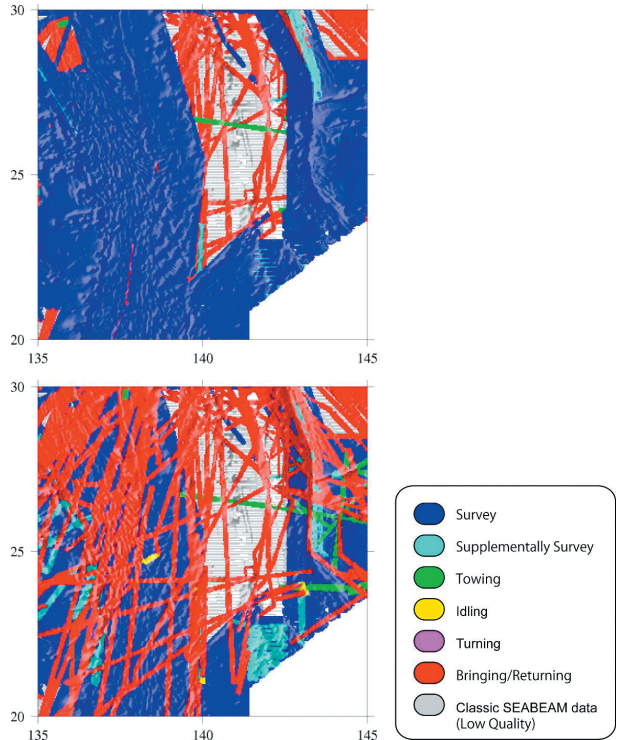 30
25
20
135
140
145
30
25
20
135
140
145
Survey
Supplementally Survey
Towing
Idling
Turning
Bringing/Returning
Classic SEABEAM data
(Low Quality)